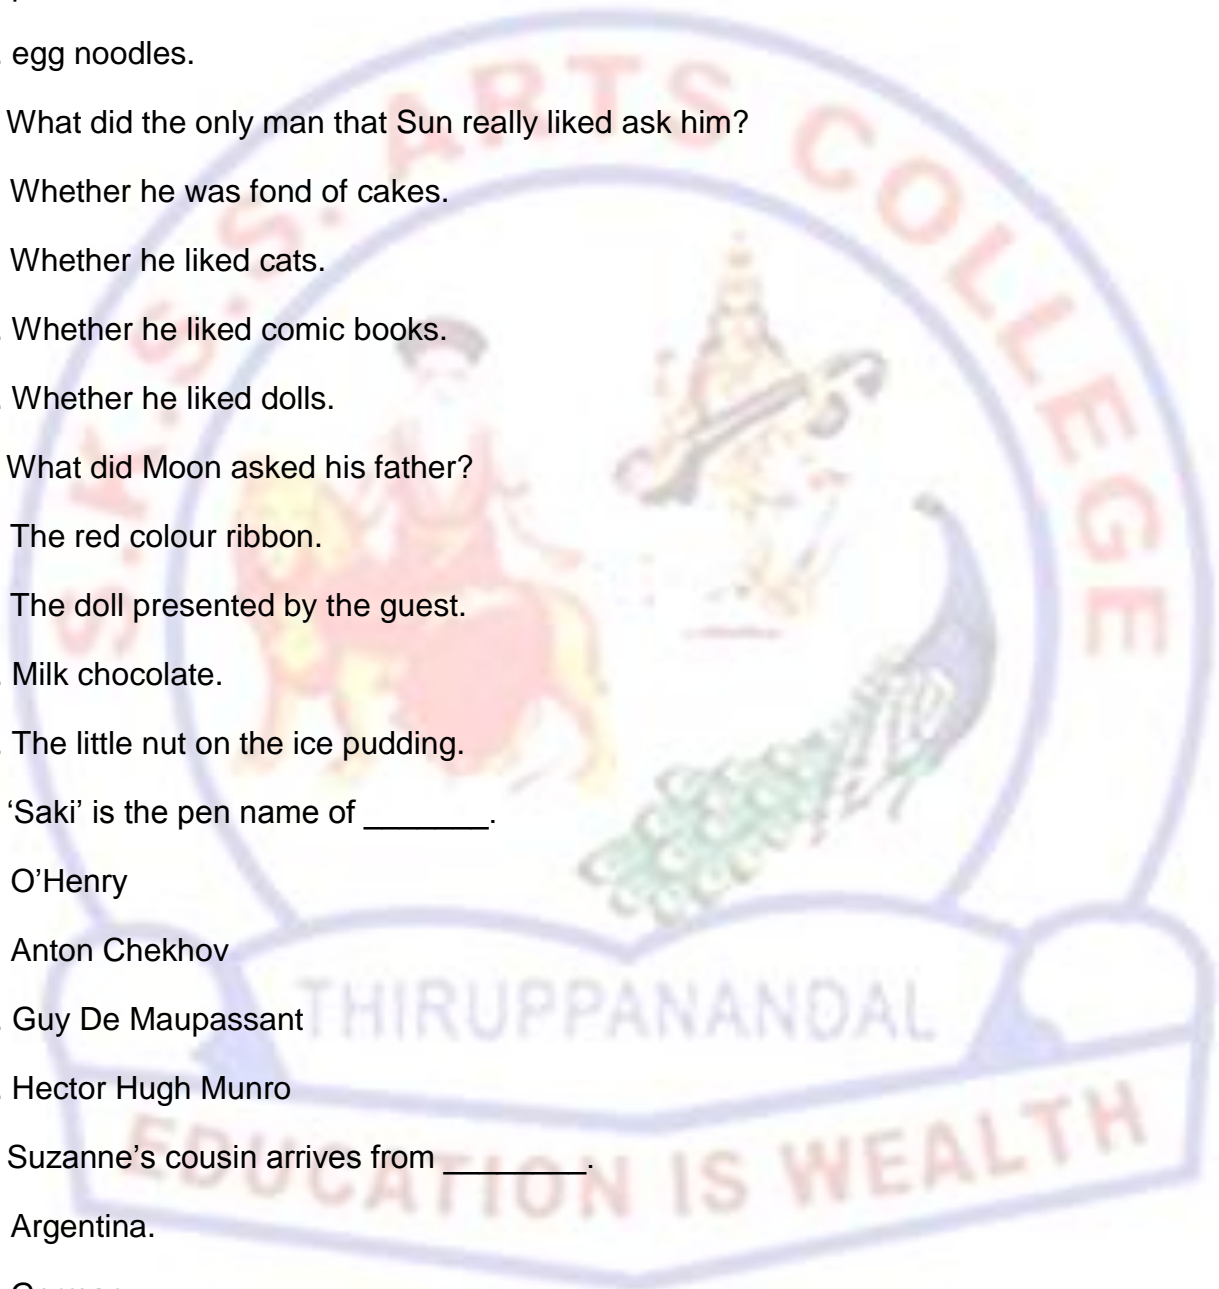 egg noodles.
What did the only man that Sun really liked ask him?
Whether he was fond of cakes.
Whether he liked cats.
Whether he liked comic books.
Whether he liked dolls.
What did Moon asked his father?
The red colour ribbon.
The doll presented by the guest.
Milk chocolate.
The little nut on the ice pudding.
‘Saki’ is the pen name of _______.
O’Henry
Anton Chekhov
Guy De Maupassant
Hector Hugh Munro
Suzanne’s cousin arrives from ________.
Argentina.
S.K.S.S. ARTS COLLEGE
THIRUPPANANDAL
EDUCATION IS WEALTH